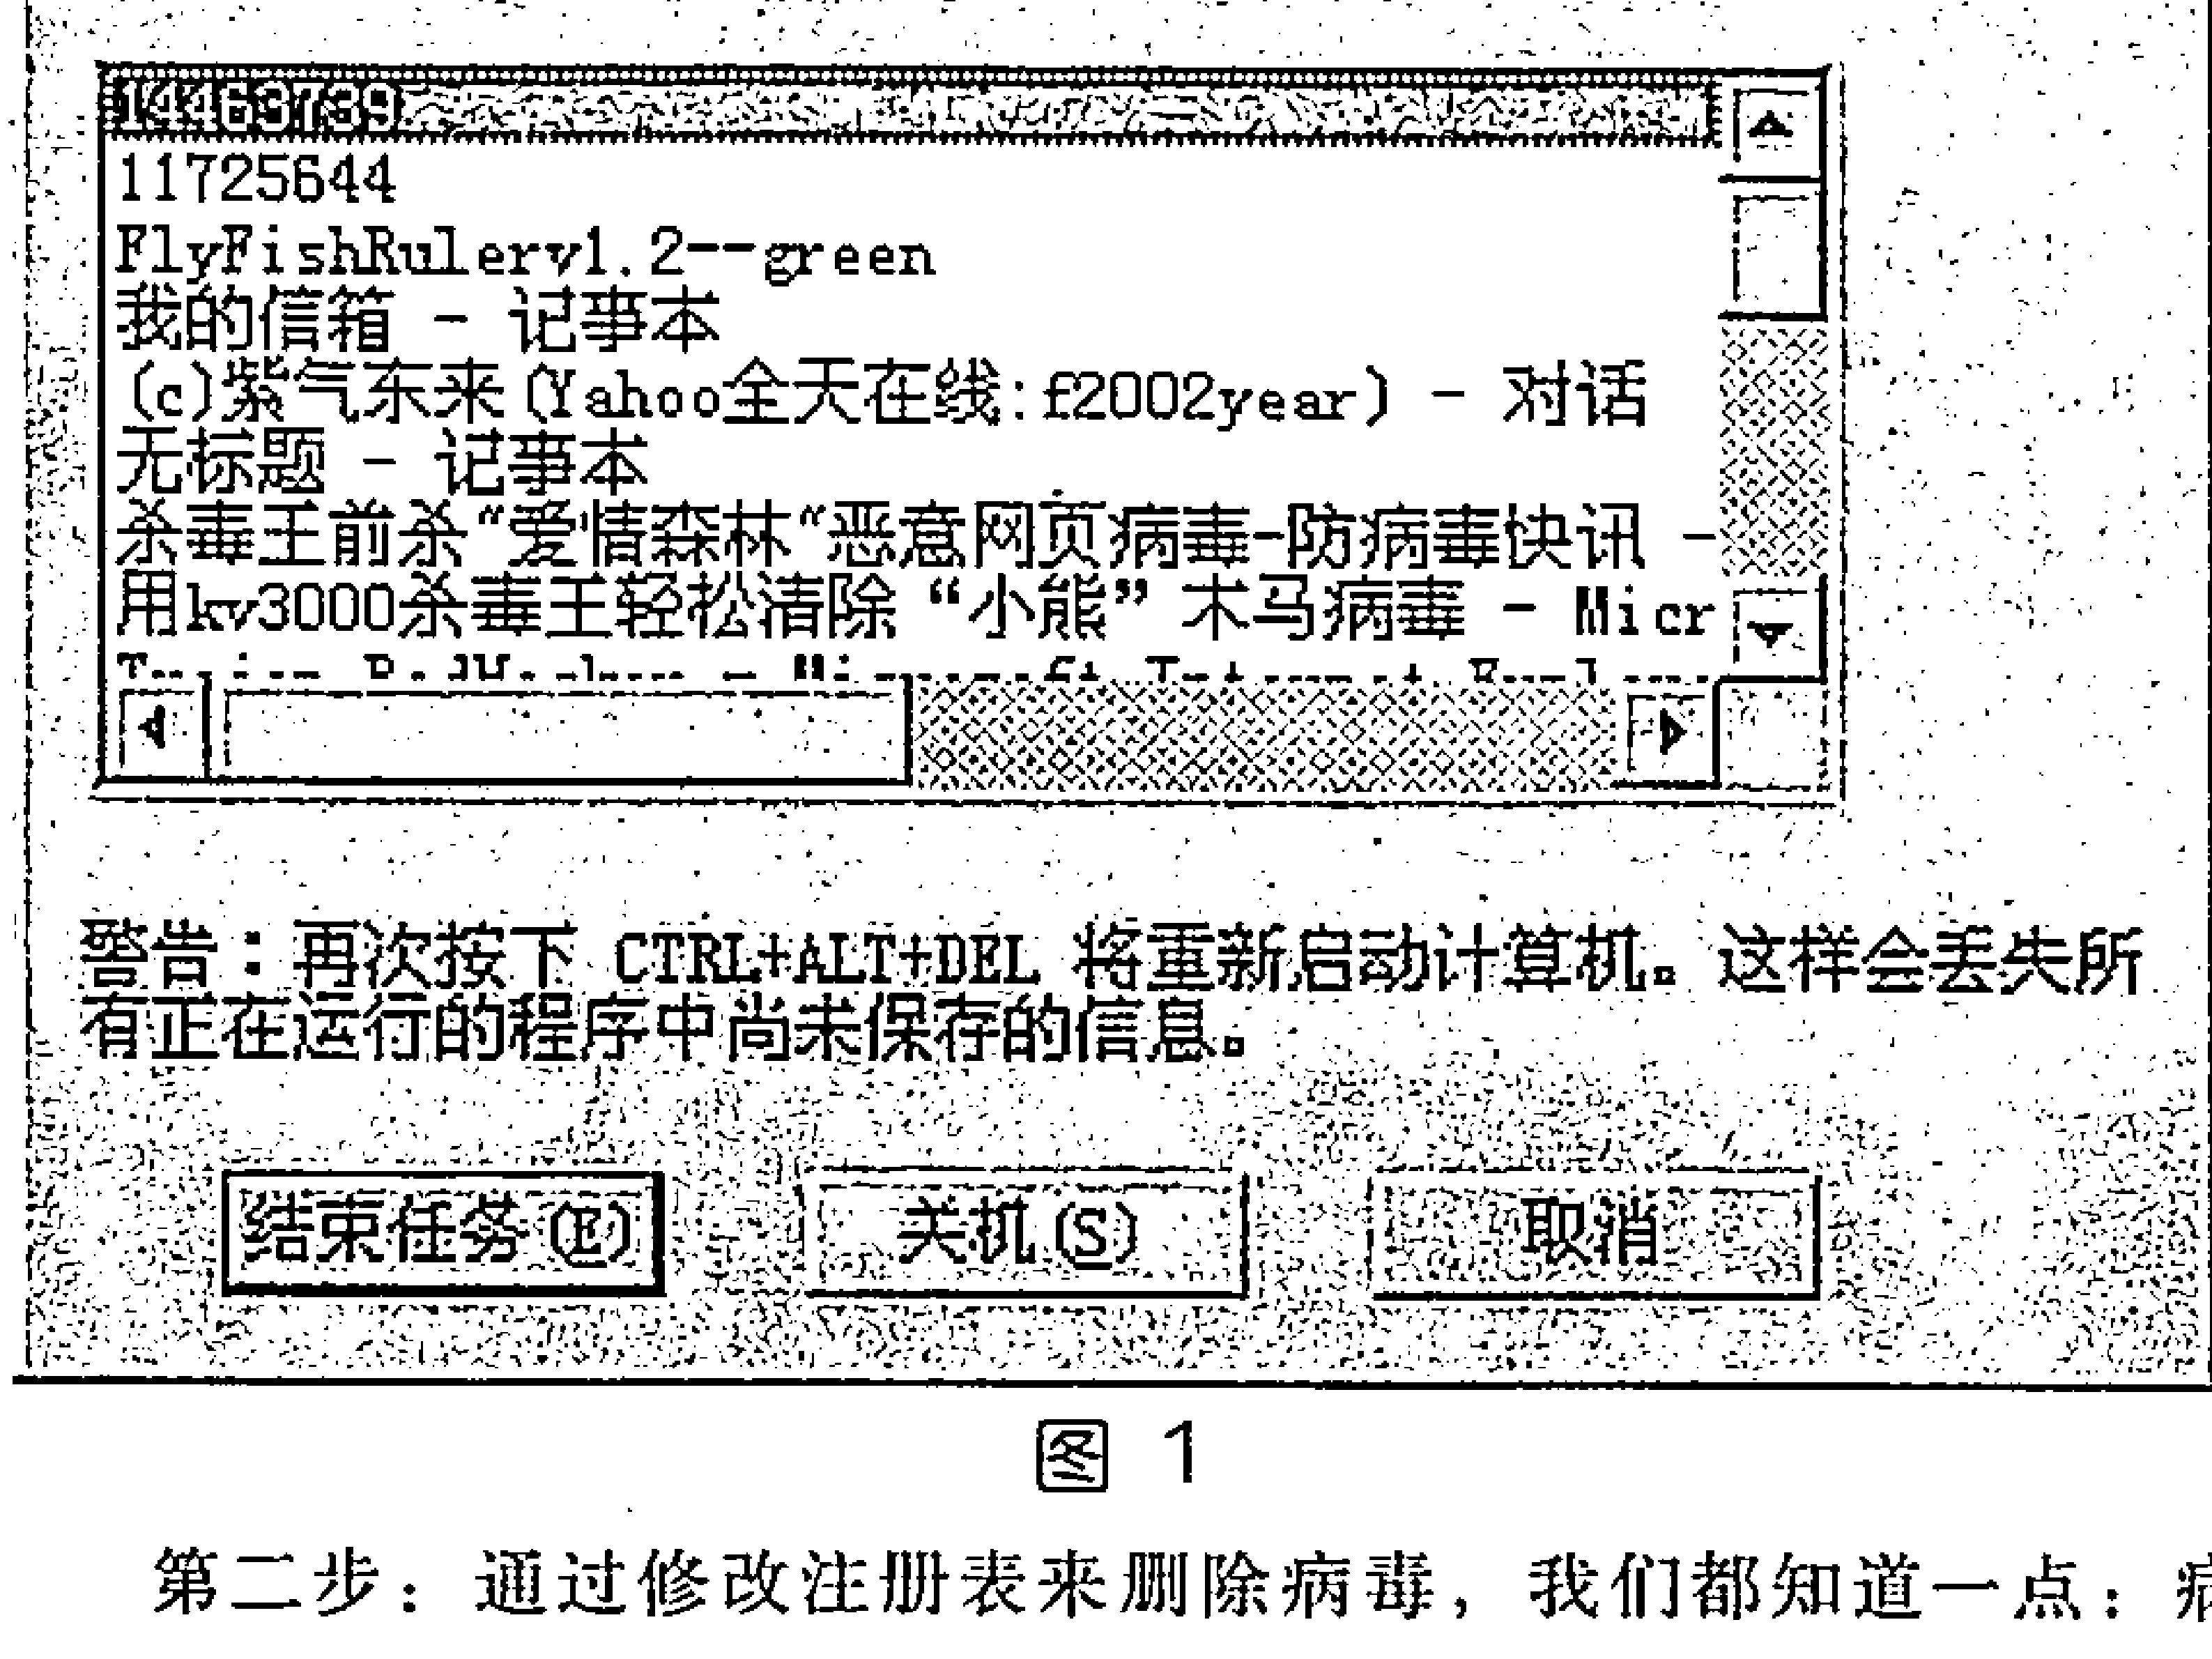 14463739
11725644
FlyFishRulerv1.2--green
我的信箱 - 记事本
(c)紫气东来(Yahoo全天在线:f2002year) - 对话
无标题 - 记事本
杀毒王前杀"爱情森林"恶意网页病毒-防病毒快讯 -
用kv3000杀毒王轻松清除“小熊”木马病毒 - Micr
警告：再次按下 CTRL+ALT+DEL 将重新启动计算机。这样会丢失所
有正在运行的程序中尚未保存的信息。
结束任务(E) 关机(S) 取消
图 1
第二步：通过修改注册表来删除病毒，我们都知道一点：